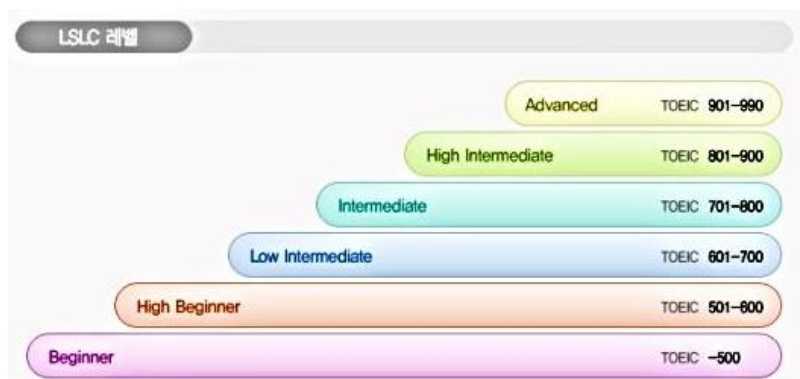 LSLC 레벨
Advanced TOEIC 901-990
High Intermediate TOEIC 801-900
Intermediate TOEIC 701-800
Low Intermediate TOEIC 601-700
High Beginner TOEIC 501-600
Beginner TOEIC -500